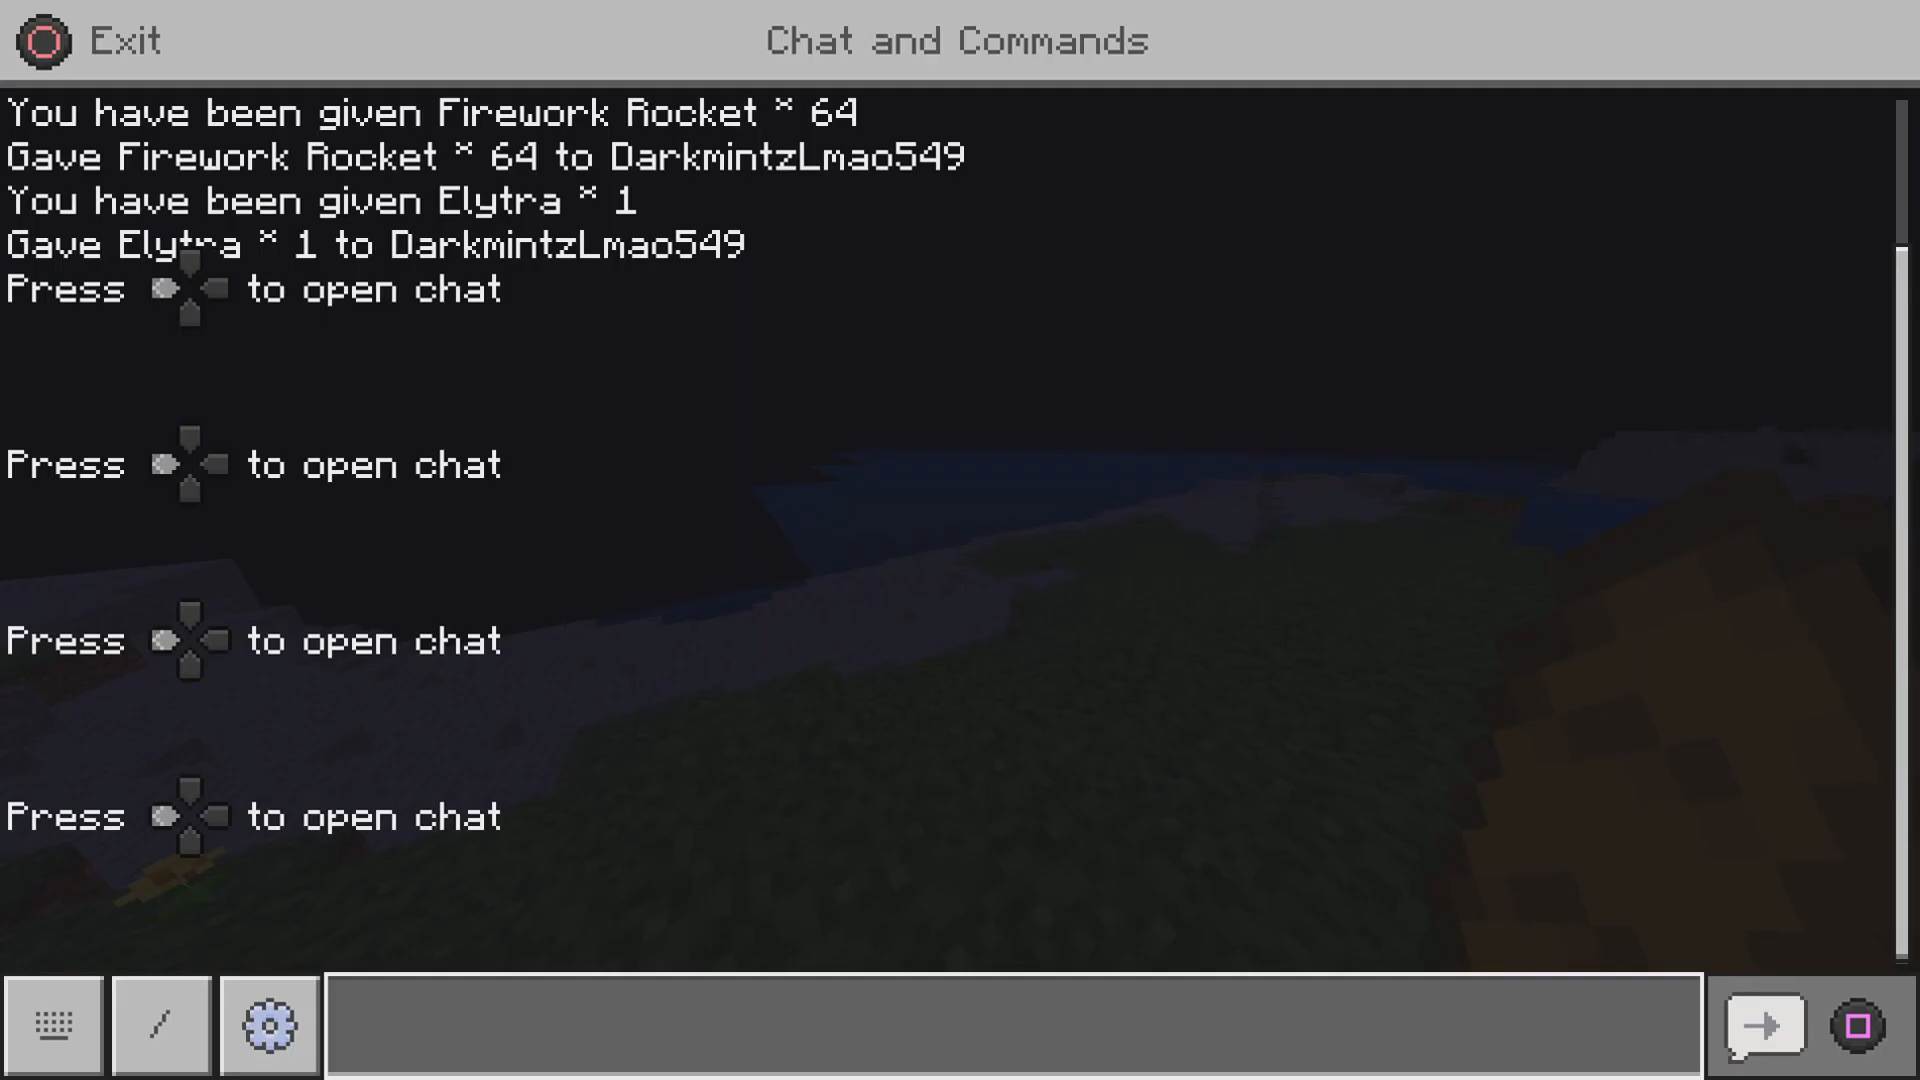 Exit
Chat and Commands
You have been given Firework Rocket * 64
Gave Firework Rocket * 64 to DarkmintzLmao549
You have been given Elytra * 1
Gave Elytra * 1 to DarkmintzLmao549
Press to open chat
Press to open chat
Press to open chat
Press to open chat
/